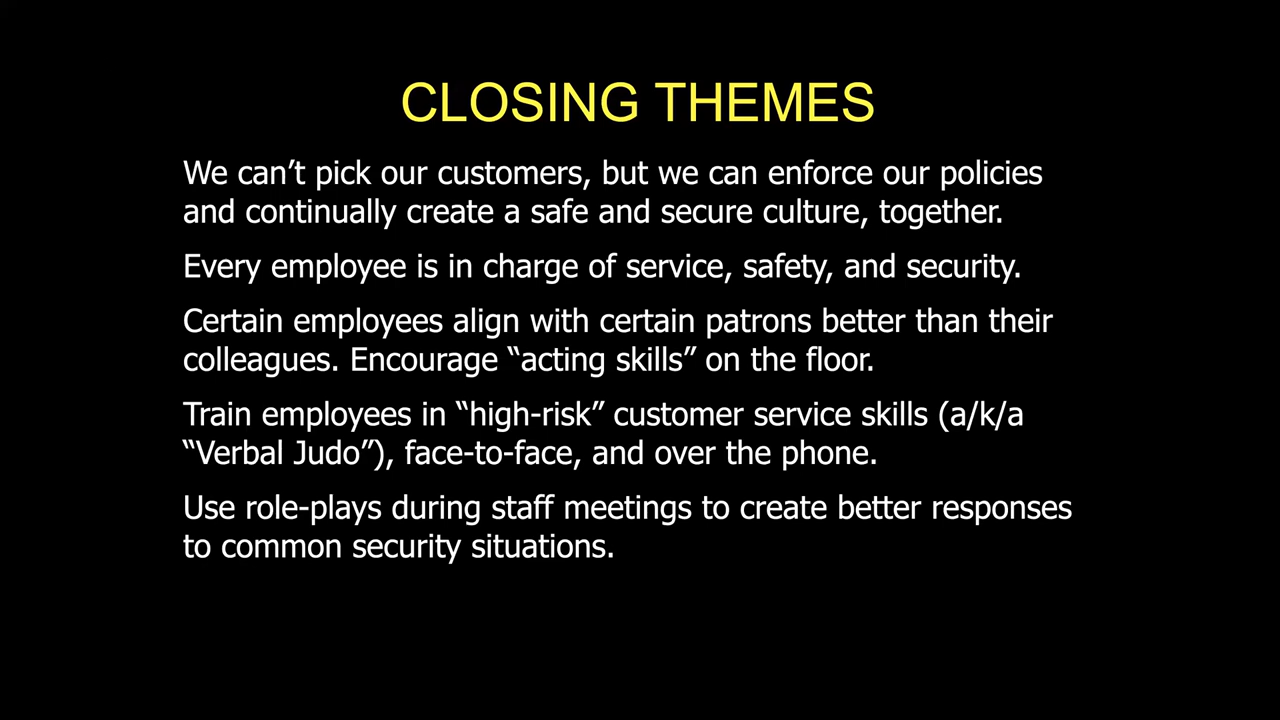 CLOSING THEMES
We can’t pick our customers, but we can enforce our policies
and continually create a safe and secure culture, together.
Every employee is in charge of service, safety, and security.
Certain employees align with certain patrons better than their
colleagues. Encourage “acting skills” on the floor.
Train employees in “high-risk” customer service skills (a/k/a
“Verbal Judo”), face-to-face, and over the phone.
Use role-plays during staff meetings to create better responses
to common security situations.